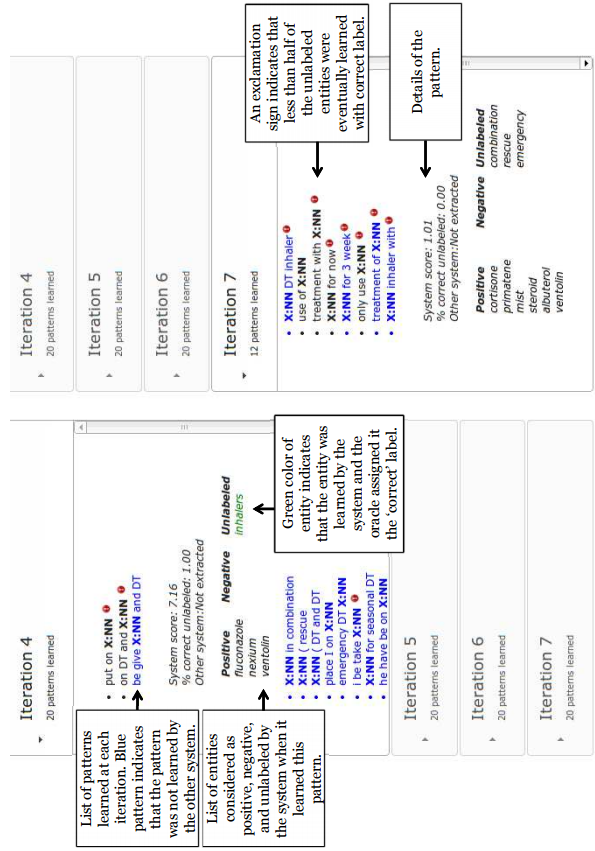 Iteration 4
20 patterns learned
put on X:NN
on DT and X:NN
be give X:NN and DT
System score: 7.16
% correct unlabeled: 1.00
Other system:Not extracted
Positive Negative Unlabeled
fluconazole inhalers
nexium
ventolin
X:NN in combination
X:NN ( rescue
X:NN ( DT and DT
place I on X:NN
emergency DT X:NN
i be take X:NN
X:NN for seasonal DT
he have be on X:NN
Iteration 5
20 patterns learned
Iteration 6
20 patterns learned
Iteration 7
20 patterns learned
List of patterns
learned at each
iteration. Blue
pattern indicates
that the pattern
was not learned by
the other system.
List of entities
considered as
positive, negative,
and unlabeled by
the system when it
learned this
pattern.
Green color of
entity indicates
that the entity was
learned by the
system and the
oracle assigned it
the ‘correct’ label.
Iteration 4
20 patterns learned
Iteration 5
20 patterns learned
Iteration 6
20 patterns learned
Iteration 7
12 patterns learned
X:NN DT inhaler
use of X:NN
treatment with X:NN
X:NN for now
X:NN for 3 week
only use X:NN
treatment of X:NN
X:NN inhaler with
System score: 1.01
% correct unlabeled: 0.00
Other system:Not extracted
Positive Negative Unlabeled
cortisone combination
primatene rescue
mist emergency
steroid
albuterol
ventolin
An exclamation
sign indicates that
less than half of
the unlabeled
entities were
eventually learned
with correct label.
Details of the
pattern.